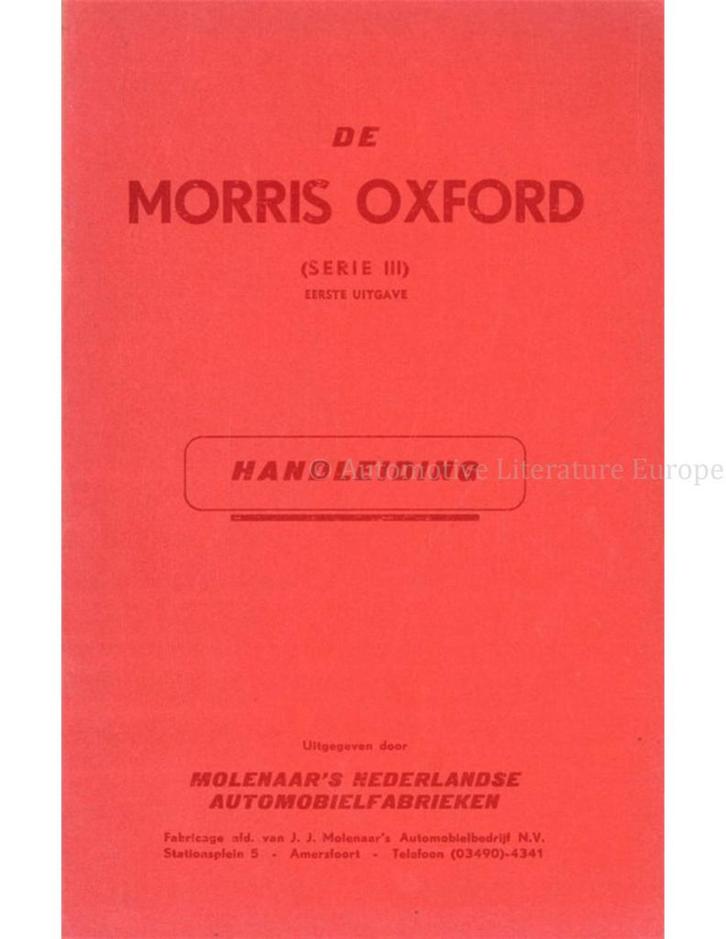 DE
MORRIS OXFORD
(SERIE III)
EERSTE UITGAVE
HANDLEIDING
© Automotive Literature Europe
Uitgegeven door
MOLENAAR'S NEDERLANDSE
AUTOMOBIELFABRIEKEN
Fabricage afd. van J. J. Molenaar's Automobielbedrijf N.V.
Stationsplein 5 - Amersfoort - Telefoon (03490)-4341